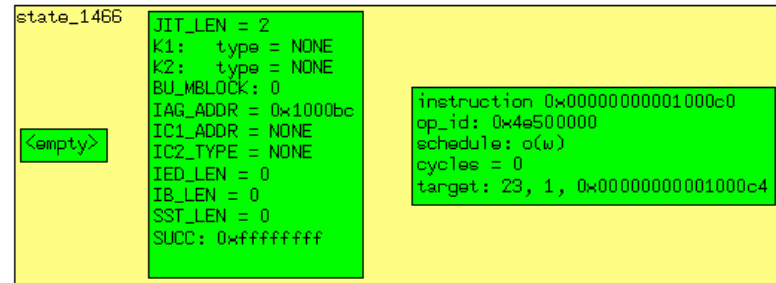 state_1466
<empty>
JIT_LEN = 2
K1:  type = NONE
K2:  type = NONE
BU_MBLOCK: 0
IAG_ADDR = 0x1000bc
IC1_ADDR = NONE
IC2_TYPE = NONE
IED_LEN = 0
IB_LEN = 0
SST_LEN = 0
SUCC: 0xffffffff
instruction 0x00000000001000c0
op_id: 0x4e500000
schedule: o(w)
cycles = 0
target: 23, 1, 0x00000000001000c4